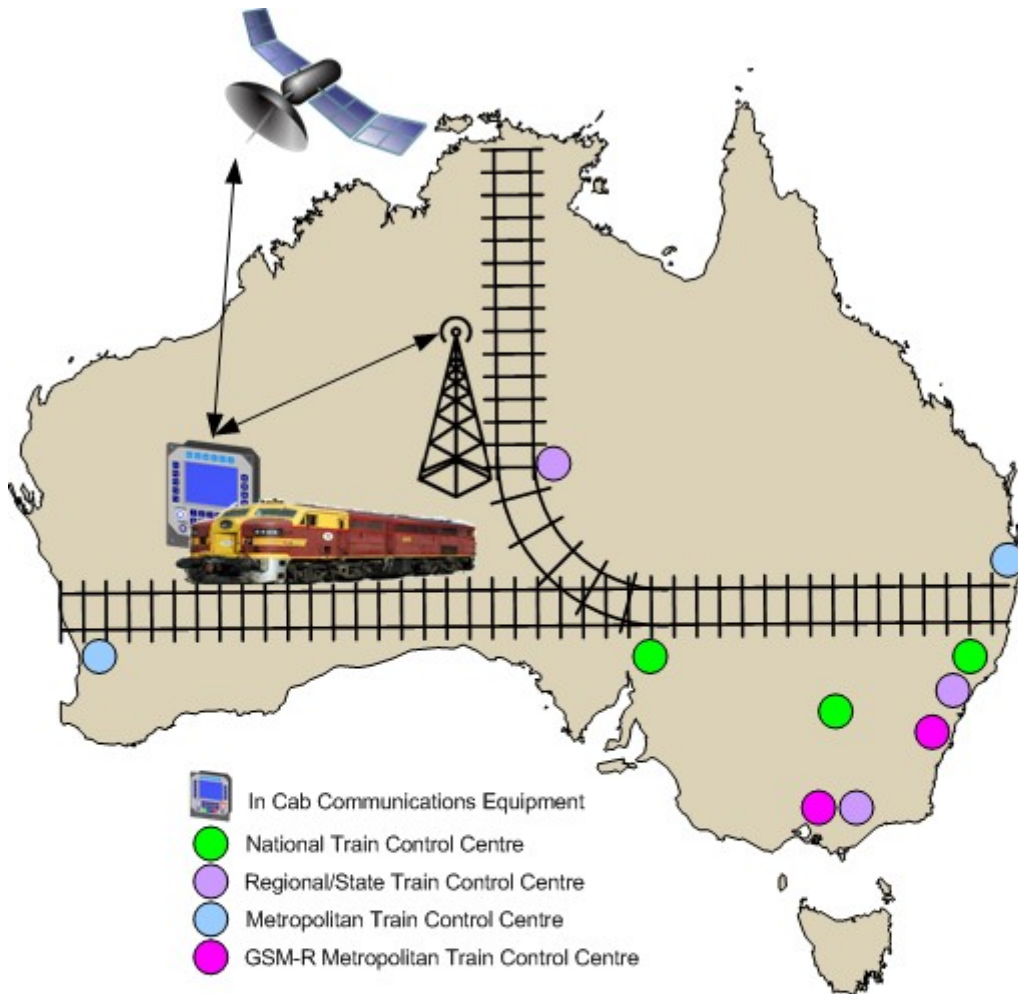 In Cab Communications Equipment
National Train Control Centre
Regional/State Train Control Centre
Metropolitan Train Control Centre
GSM-R Metropolitan Train Control Centre